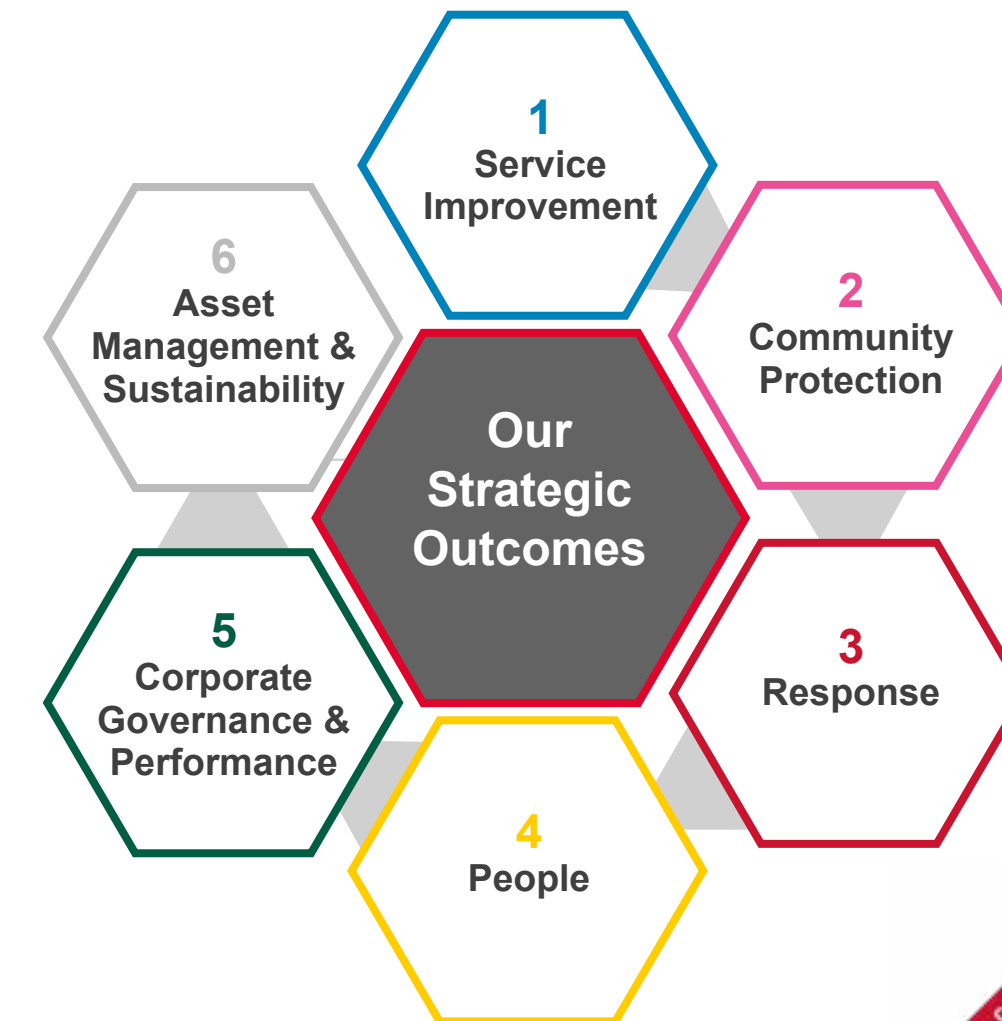 1
Service
Improvement
2
Community
Protection
3
Response
4
People
5
Corporate
Governance &
Performance
6
Asset
Management &
Sustainability
Our
Strategic
Outcomes